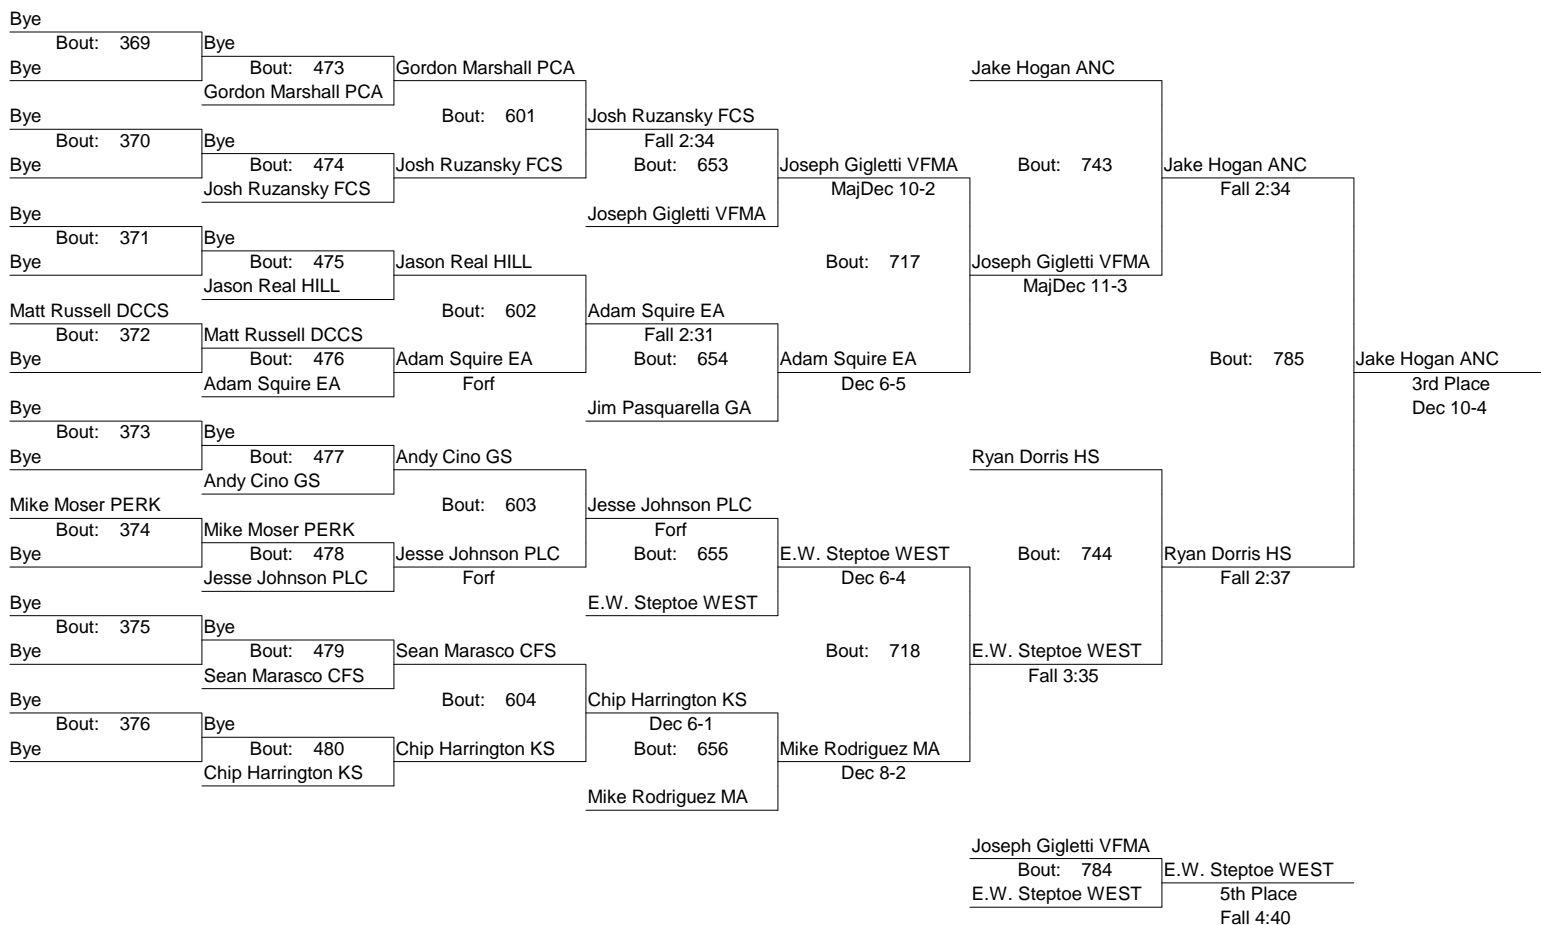 Bye
Bout: 369 Bye
Bye Bout: 473 Gordon Marshall PCA Jake Hogan ANC
Gordon Marshall PCA
Bye Bout: 601 Josh Ruzansky FCS
Bout: 370 Bye Fall 2:34
Bye Bout: 474 Josh Ruzansky FCS Bout: 653 Joseph Gigletti VFMA Bout: 743 Jake Hogan ANC
Josh Ruzansky FCS MajDec 10-2 Fall 2:34
Bye Joseph Gigletti VFMA
Bout: 371 Bye
Bye Bout: 475 Jason Real HILL Bout: 717 Joseph Gigletti VFMA
Jason Real HILL MajDec 11-3
Matt Russell DCCS Bout: 602 Adam Squire EA
Bout: 372 Matt Russell DCCS Fall 2:31
Bye Bout: 476 Adam Squire EA Bout: 654 Adam Squire EA Bout: 785 Jake Hogan ANC
Adam Squire EA Forf Dec 6-5 3rd Place
Bye Jim Pasquarella GA Dec 10-4
Bout: 373 Bye
Bye Bout: 477 Andy Cino GS Ryan Dorris HS
Andy Cino GS
Mike Moser PERK Bout: 603 Jesse Johnson PLC
Bout: 374 Mike Moser PERK Forf
Bye Bout: 478 Jesse Johnson PLC Bout: 655 E.W. Steptoe WEST Bout: 744 Ryan Dorris HS
Jesse Johnson PLC Forf Dec 6-4 Fall 2:37
Bye E.W. Steptoe WEST
Bout: 375 Bye
Bye Bout: 479 Sean Marasco CFS Bout: 718 E.W. Steptoe WEST
Sean Marasco CFS Fall 3:35
Bye Bout: 604 Chip Harrington KS
Bout: 376 Bye Dec 6-1
Bye Bout: 480 Chip Harrington KS Bout: 656 Mike Rodriguez MA
Chip Harrington KS Dec 8-2
Mike Rodriguez MA
Joseph Gigletti VFMA
Bout: 784 E.W. Steptoe WEST
E.W. Steptoe WEST 5th Place
Fall 4:40